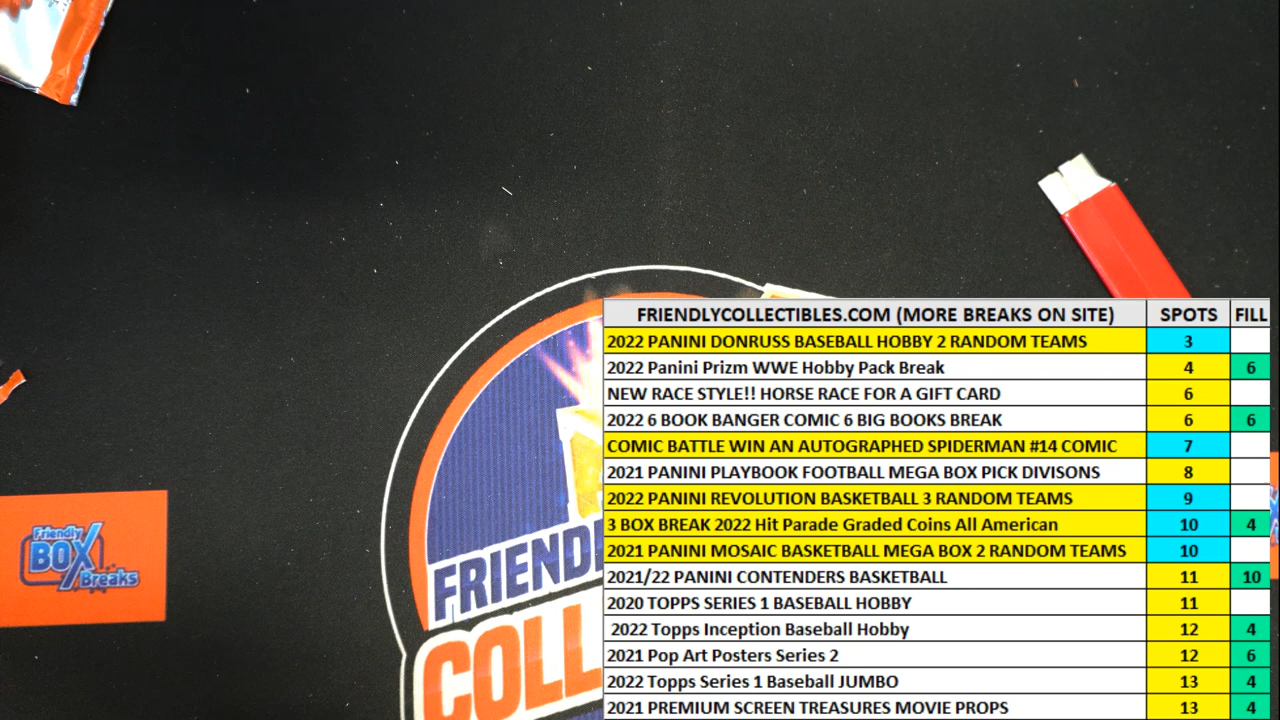 FRIENDLYCOLLECTIBLES.COM (MORE BREAKS ON SITE) SPOTS FILL
2022 PANINI DONRUSS BASEBALL HOBBY 2 RANDOM TEAMS 3
2022 Panini Prizm WWE Hobby Pack Break 4 6
NEW RACE STYLE!! HORSE RACE FOR A GIFT CARD 6
2022 6 BOOK BANGER COMIC 6 BIG BOOKS BREAK 6 6
COMIC BATTLE WIN AN AUTOGRAPHED SPIDERMAN #14 COMIC 7
2021 PANINI PLAYBOOK FOOTBALL MEGA BOX PICK DIVISONS 8
2022 PANINI REVOLUTION BASKETBALL 3 RANDOM TEAMS 9
3 BOX BREAK 2022 Hit Parade Graded Coins All American 10 4
2021 PANINI MOSAIC BASKETBALL MEGA BOX 2 RANDOM TEAMS 10
2021/22 PANINI CONTENDERS BASKETBALL 11 10
2020 TOPPS SERIES 1 BASEBALL HOBBY 11
2022 Topps Inception Baseball Hobby 12 4
2021 Pop Art Posters Series 2 12 6
2022 Topps Series 1 Baseball JUMBO 13 4
2021 PREMIUM SCREEN TREASURES MOVIE PROPS 13 4
Friendly
BOX
Breaks
FRIEND
COLL